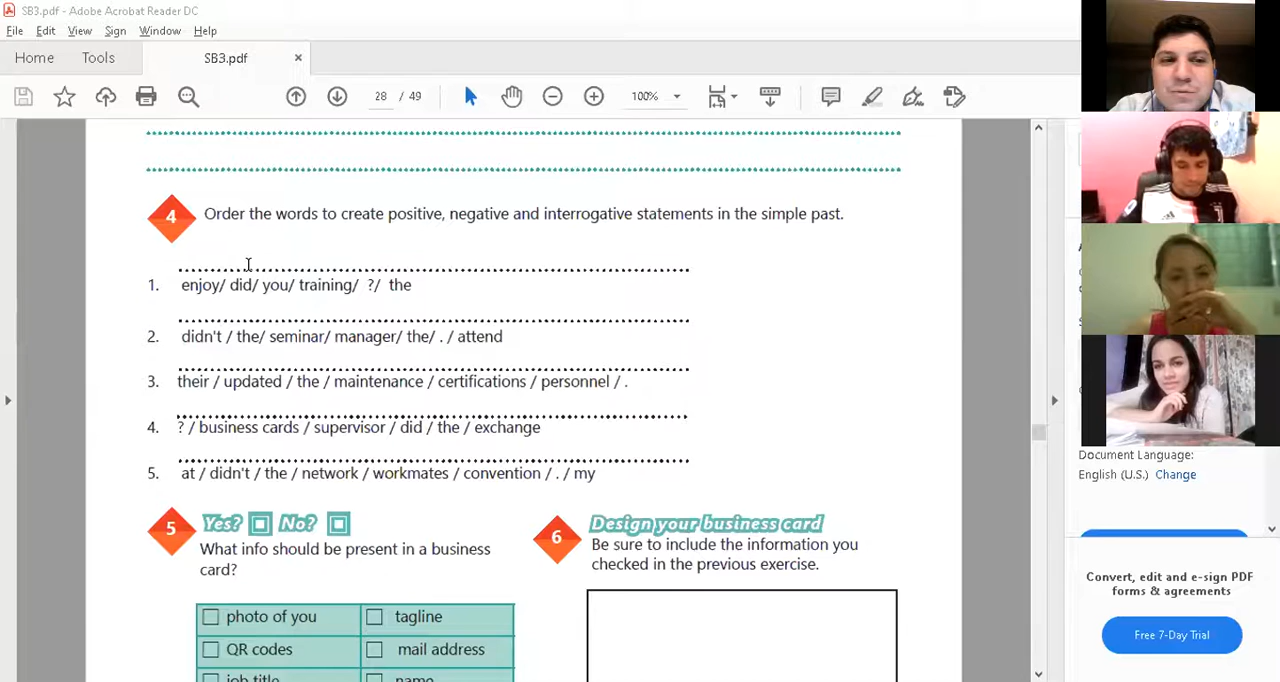 SB3.pdf - Adobe Acrobat Reader DC
File Edit View Sign Window Help
Home Tools SB3.pdf ×
28 / 49 100%
4 Order the words to create positive, negative and interrogative statements in the simple past.
1. enjoy/ did/ you/ training/ ?/ the
2. didn't / the/ seminar/ manager/ the/ . / attend
3. their / updated / the / maintenance / certifications / personnel / .
4. ? / business cards / supervisor / did / the / exchange
5. at / didn't / the / network / workmates / convention / . / my
5 Yes? No?
What info should be present in a business
card?
photo of you tagline
QR codes mail address
job title name
6 Design your business card
Be sure to include the information you
checked in the previous exercise.
Document Language:
English (U.S.) Change
Convert, edit and e-sign PDF
forms & agreements
Free 7-Day Trial